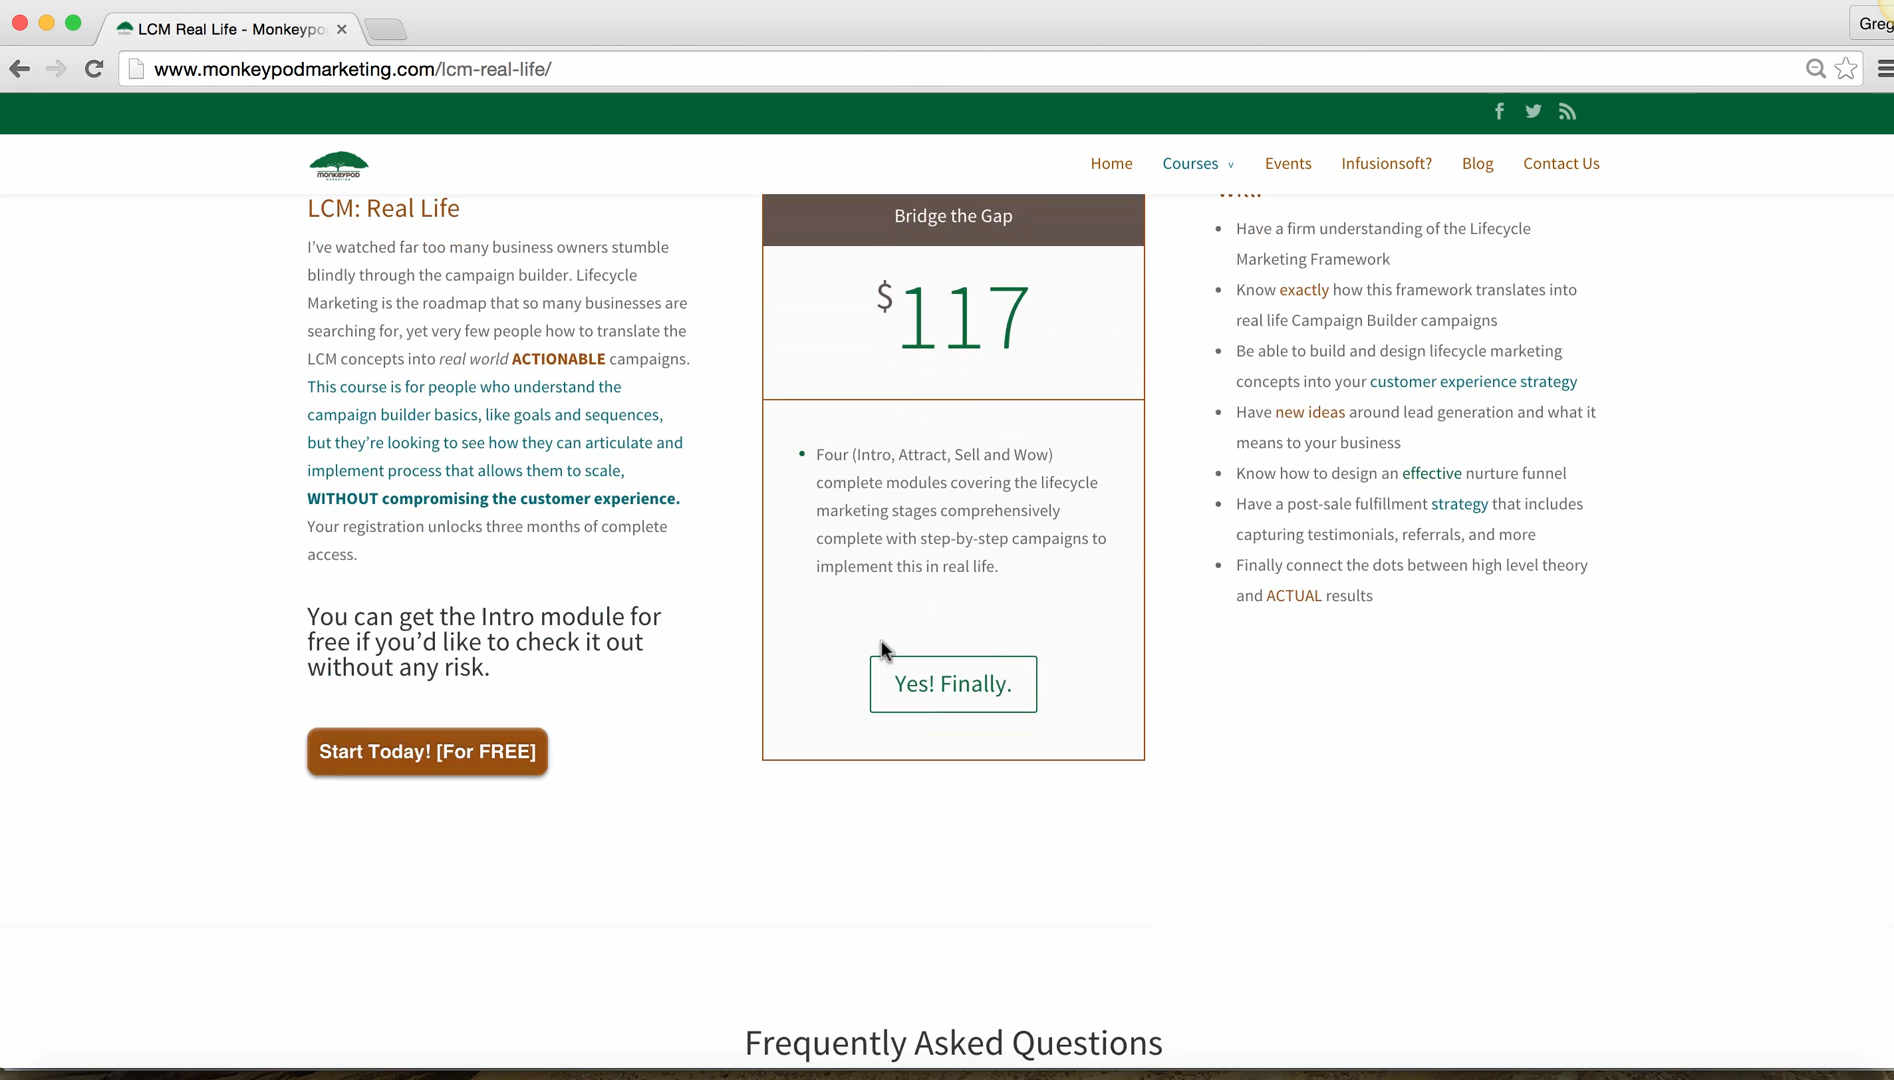 LCM Real Life - Monkeypo
Greg
www.monkeypodmarketing.com/lcm-real-life/
MONKEYPOD
MARKETING
Home
Courses
Events
Infusionsoft?
Blog
Contact Us
LCM: Real Life
I've watched far too many business owners stumble
blindly through the campaign builder. Lifecycle
Marketing is the roadmap that so many businesses are
searching for, yet very few people how to translate the
LCM concepts into real world ACTIONABLE campaigns.
This course is for people who understand the
campaign builder basics, like goals and sequences,
but they're looking to see how they can articulate and
implement process that allows them to scale,
WITHOUT compromising the customer experience.
Your registration unlocks three months of complete
access.
You can get the Intro module for
free if you'd like to check it out
without any risk.
Start Today! [For FREE]
Bridge the Gap
$117
Four (Intro, Attract, Sell and Wow)
complete modules covering the lifecycle
marketing stages comprehensively
complete with step-by-step campaigns to
implement this in real life.
Yes! Finally.
Have a firm understanding of the Lifecycle
Marketing Framework
Know exactly how this framework translates into
real life Campaign Builder campaigns
Be able to build and design lifecycle marketing
concepts into your customer experience strategy
Have new ideas around lead generation and what it
means to your business
Know how to design an effective nurture funnel
Have a post-sale fulfillment strategy that includes
capturing testimonials, referrals, and more
Finally connect the dots between high level theory
and ACTUAL results
Frequently Asked Questions